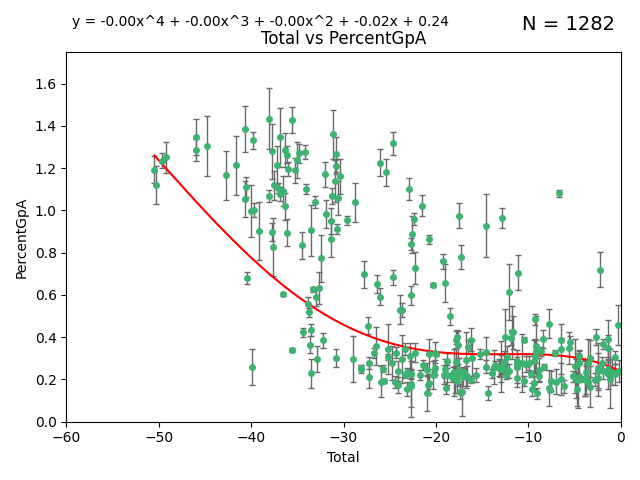 y = -0.00x^4 + -0.00x^3 + -0.00x^2 + -0.02x + 0.24
N = 1282
Total vs PercentGpA
PercentGpA
1.6
1.4
1.2
1.0
0.8
0.6
0.4
0.2
0.0
−60 −50 −40 −30 −20 −10 0
Total